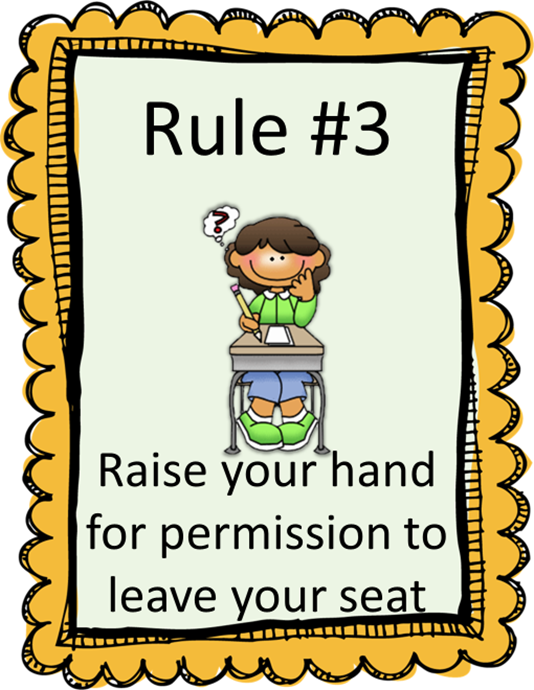 Rule #3
?
Raise your hand
for permission to
leave your seat